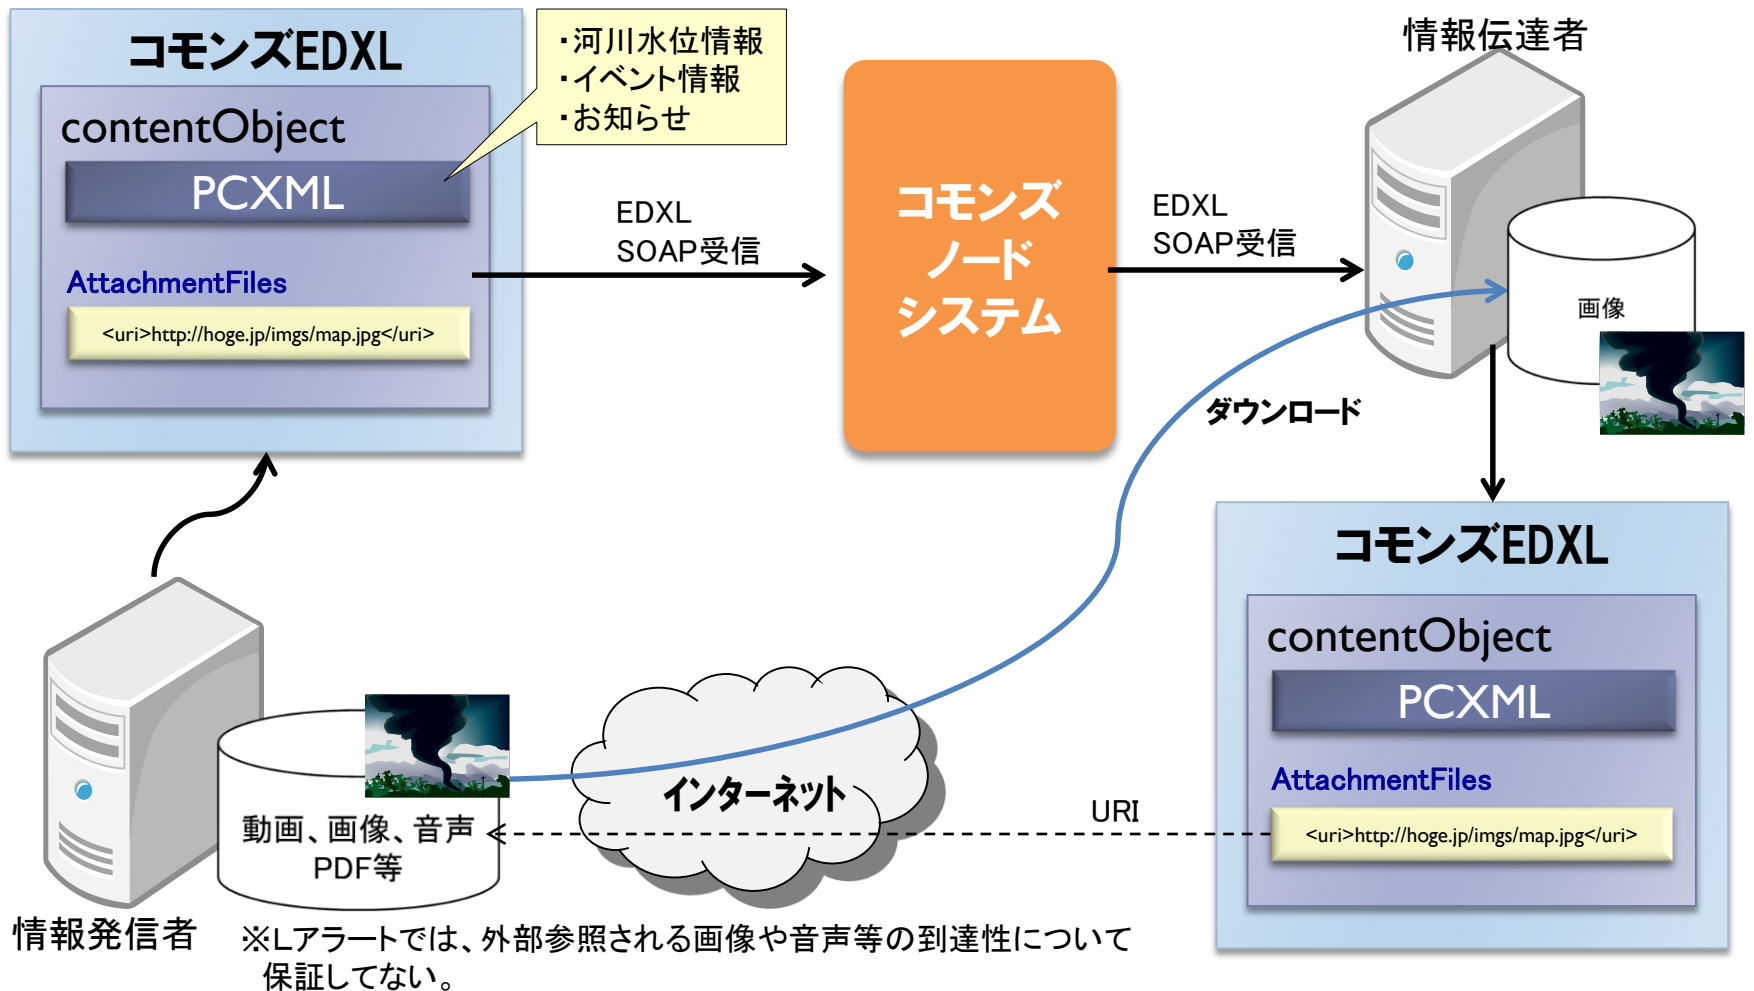 コモンズEDXL
contentObject
PCXML
AttachmentFiles
<uri>http://hoge.jp/imgs/map.jpg</uri>
・河川水位情報
・イベント情報
・お知らせ
EDXL
SOAP受信
コモンズ
ノード
システム
EDXL
SOAP受信
情報伝達者
画像
ダウンロード
コモンズEDXL
contentObject
PCXML
AttachmentFiles
<uri>http://hoge.jp/imgs/map.jpg</uri>
URI
インターネット
動画、画像、音声
PDF等
情報発信者
※Lアラートでは、外部参照される画像や音声等の到達性について
保証してない。